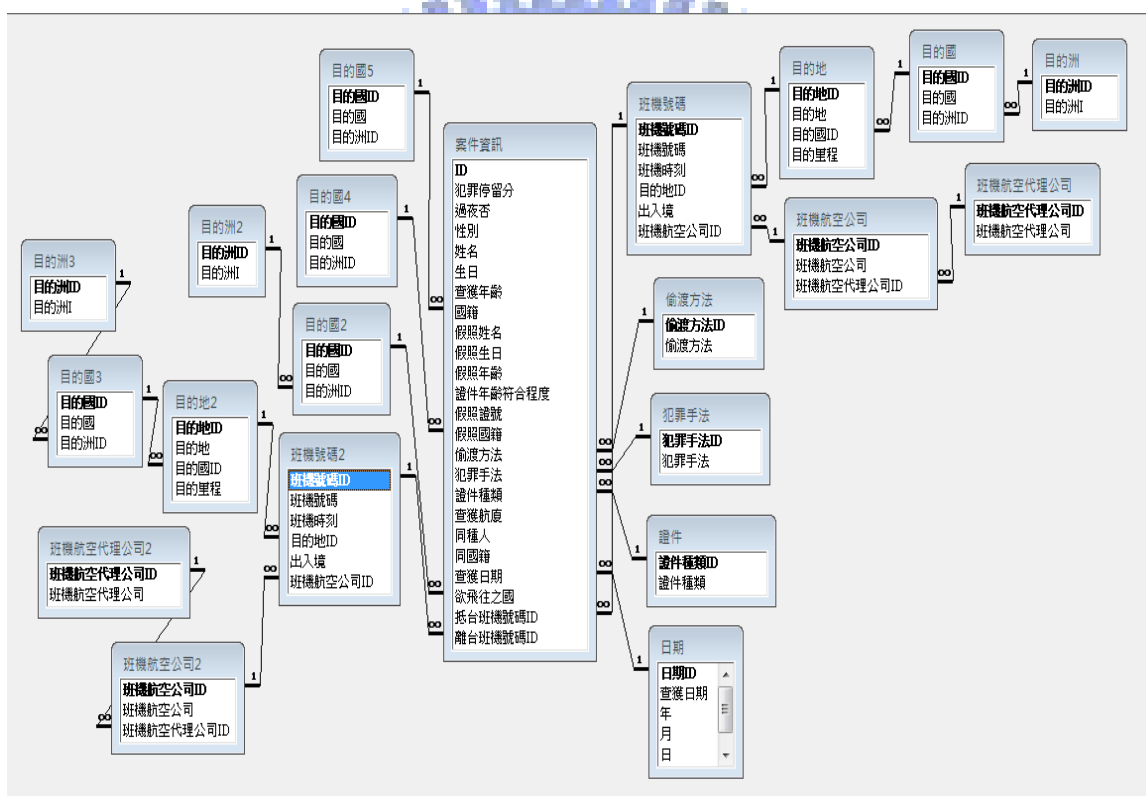 目的國5
目的國ID
目的國
目的洲ID
目的國4
目的國ID
目的國
目的洲ID
目的洲2
目的洲ID
目的洲I
目的洲3
目的洲ID
目的洲I
目的國2
目的國ID
目的國
目的洲ID
目的國3
目的國ID
目的國
目的洲ID
目的地2
目的地ID
目的地
目的國ID
目的里程
班機號碼2
班機號碼ID
班機號碼
班機時刻
目的地ID
出入境
班機航空公司ID
班機航空代理公司2
班機航空代理公司ID
班機航空代理公司
班機航空公司2
班機航空公司ID
班機航空公司
班機航空代理公司ID
案件資訊
ID
犯罪停留分
過夜否
性別
姓名
生日
查獲年齡
國籍
假照姓名
假照生日
假照年齡
證件年齡符合程度
假照證號
假照國籍
偷渡方法
犯罪手法
證件種類
查獲航廈
同種人
同國籍
查獲日期
欲飛往之國
抵台班機號碼ID
離台班機號碼ID
班機號碼
班機號碼ID
班機號碼
班機時刻
目的地ID
出入境
班機航空公司ID
目的地
目的地ID
目的地
目的國ID
目的里程
目的國
目的國ID
目的國
目的洲ID
目的洲
目的洲ID
目的洲I
班機航空公司
班機航空公司ID
班機航空公司
班機航空代理公司ID
班機航空代理公司
班機航空代理公司ID
班機航空代理公司
偷渡方法
偷渡方法ID
偷渡方法
犯罪手法
犯罪手法ID
犯罪手法
證件
證件種類ID
證件種類
日期
日期ID
查獲日期
年
月
日